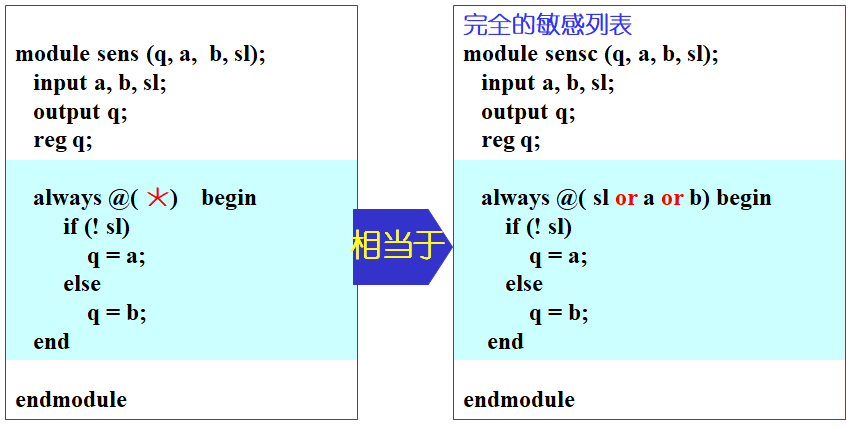 module sens (q, a, b, sl);
input a, b, sl;
output q;
reg q;
always @( *) begin
if (! sl)
q = a;
else
q = b;
end
endmodule
相当于
完全的敏感列表
module sensc (q, a, b, sl);
input a, b, sl;
output q;
reg q;
always @( sl or a or b) begin
if (! sl)
q = a;
else
q = b;
end
endmodule